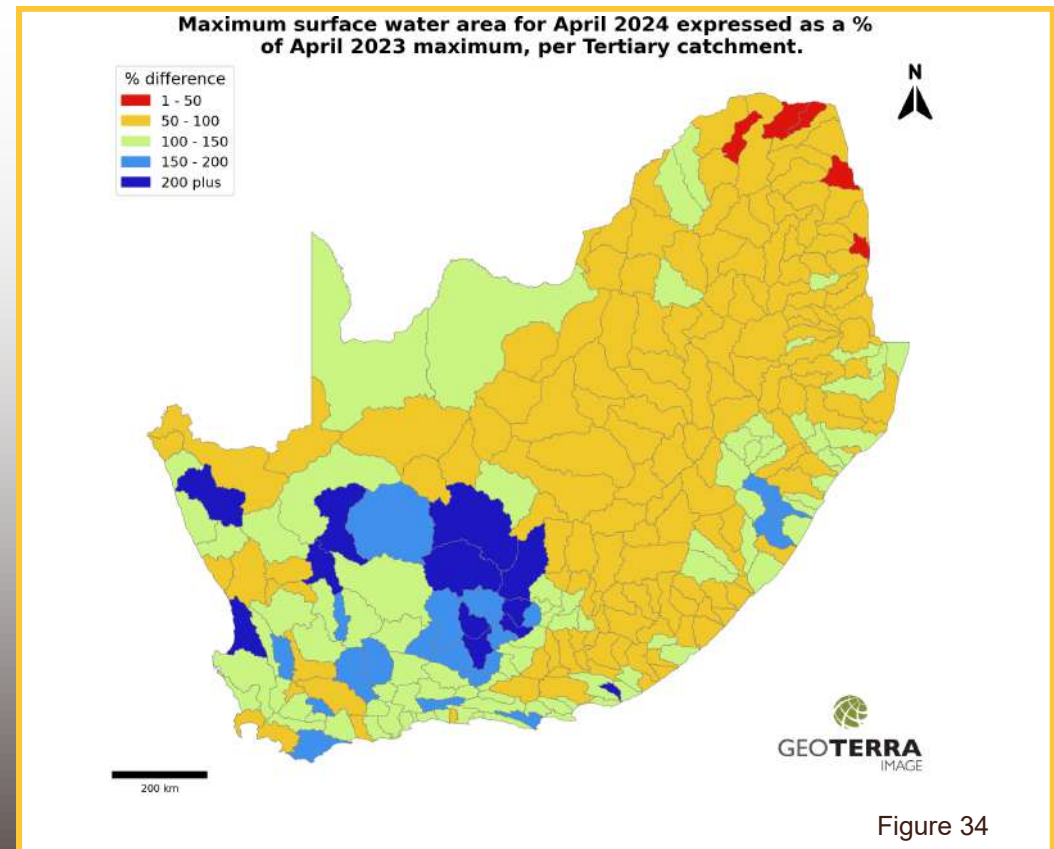 Maximum surface water area for April 2024 expressed as a %
of April 2023 maximum, per Tertiary catchment.
% difference
1 - 50
50 - 100
100 - 150
150 - 200
200 plus
N
GEOTERRA
IMAGE
200 km
Figure 34